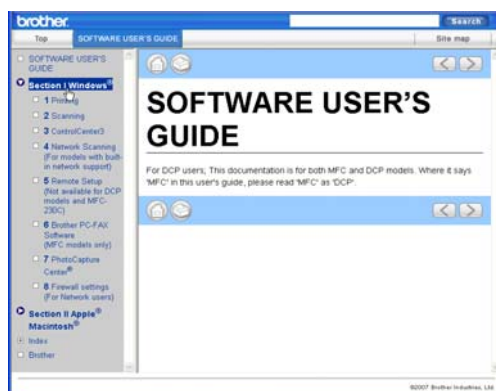 brother.
Search
Top
SOFTWARE USER'S GUIDE
Site map
SOFTWARE USER'S
GUIDE
Section I Windows®
1 Printing
2 Scanning
3 ControlCenter3
4 Network Scanning
(For models with built-
in network support)
5 Remote Setup
(Not available for DCP
models and MFC-
230C)
6 Brother PC-FAX
Software
(MFC models only)
7 PhotoCapture
Center®
8 Firewall settings
(For Network users)
Section II Apple®
Macintosh®
Index
Brother
SOFTWARE USER'S
GUIDE
For DCP users; This documentation is for both MFC and DCP models. Where it says
'MFC' in this user's guide, please read 'MFC' as 'DCP'.
©2007 Brother Industries, Ltd